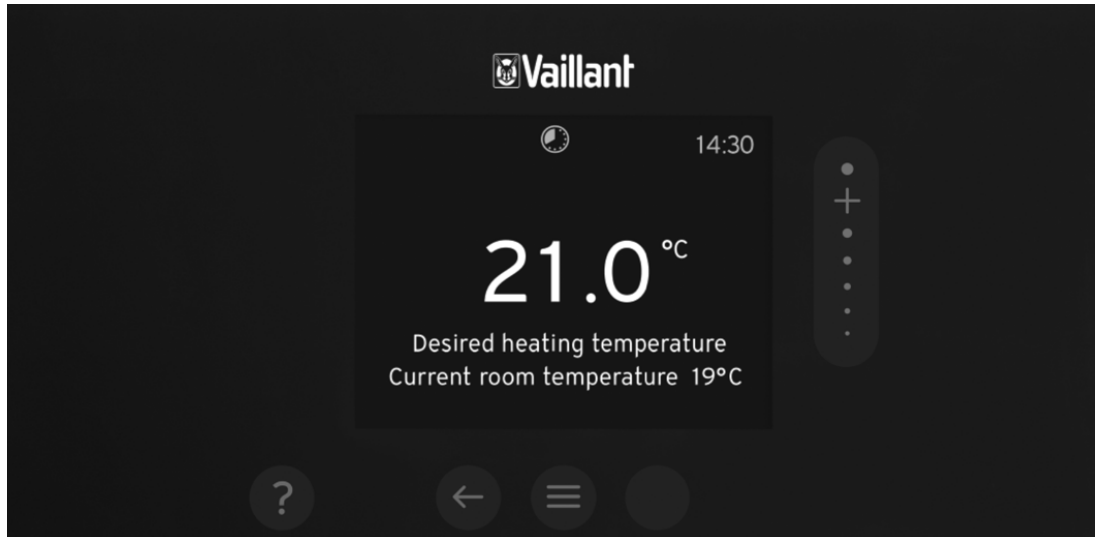 Vaillant
14:30
21.0 °C
Desired heating temperature
Current room temperature 19°C
?